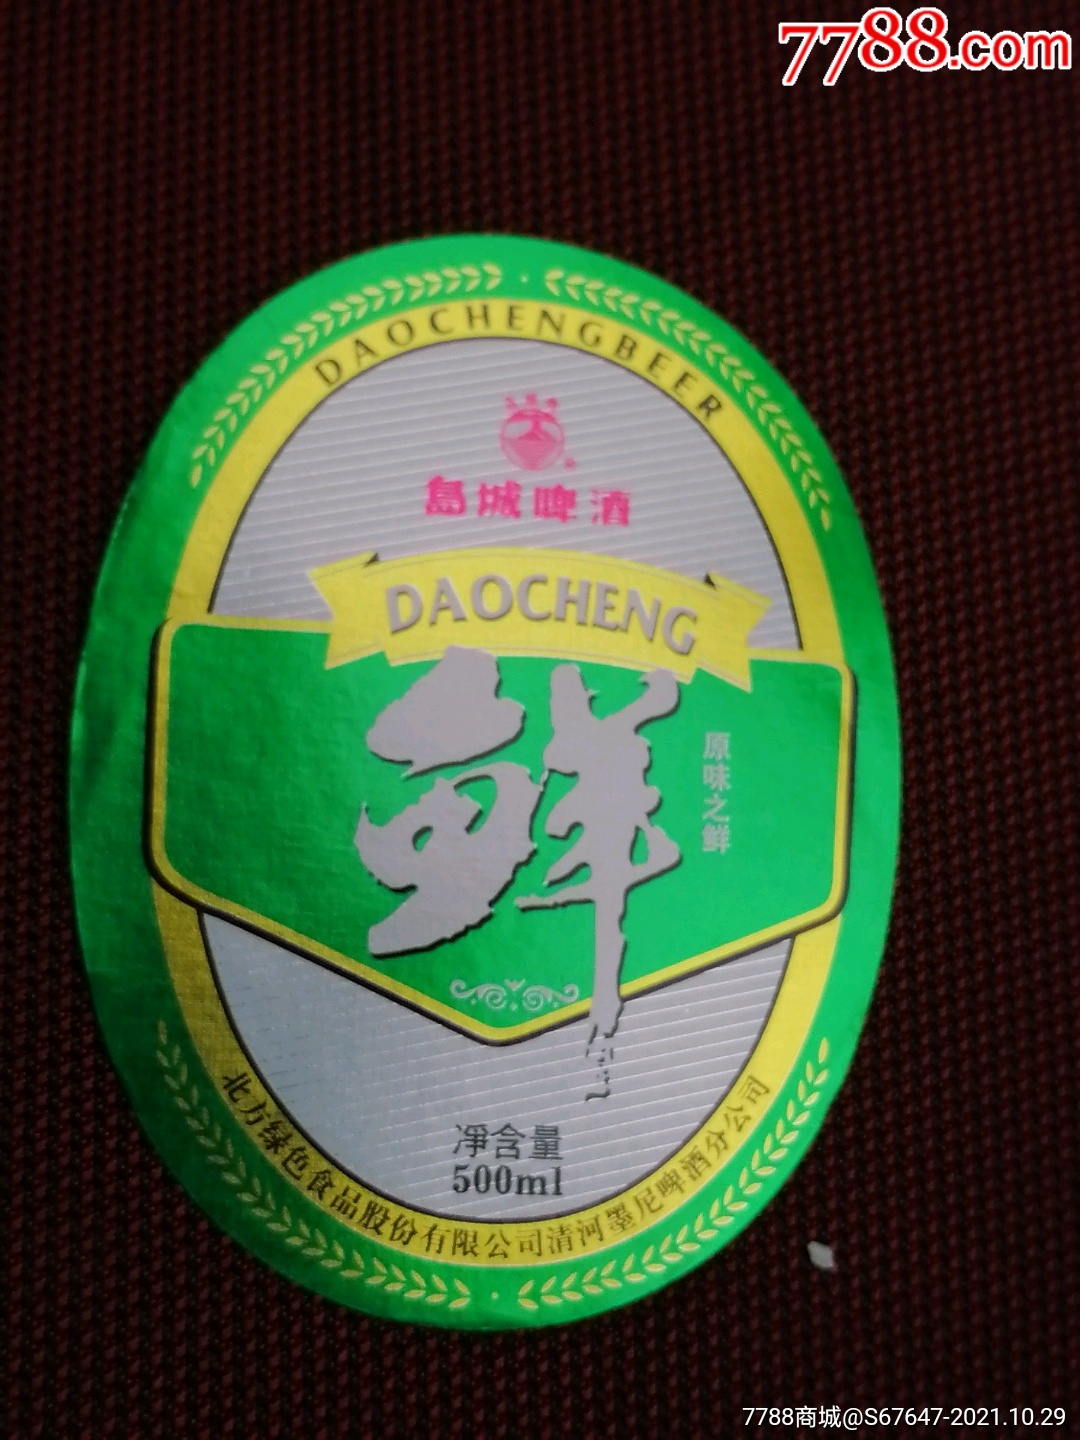 7788.com
DAOCHENGBEER
島城啤酒
DAOCHENG
鲜
原味之鲜
凈含量
500ml
北方绿色食品股份有限公司清河墨尼啤酒分公司
7788商城@S67647-2021.10.29